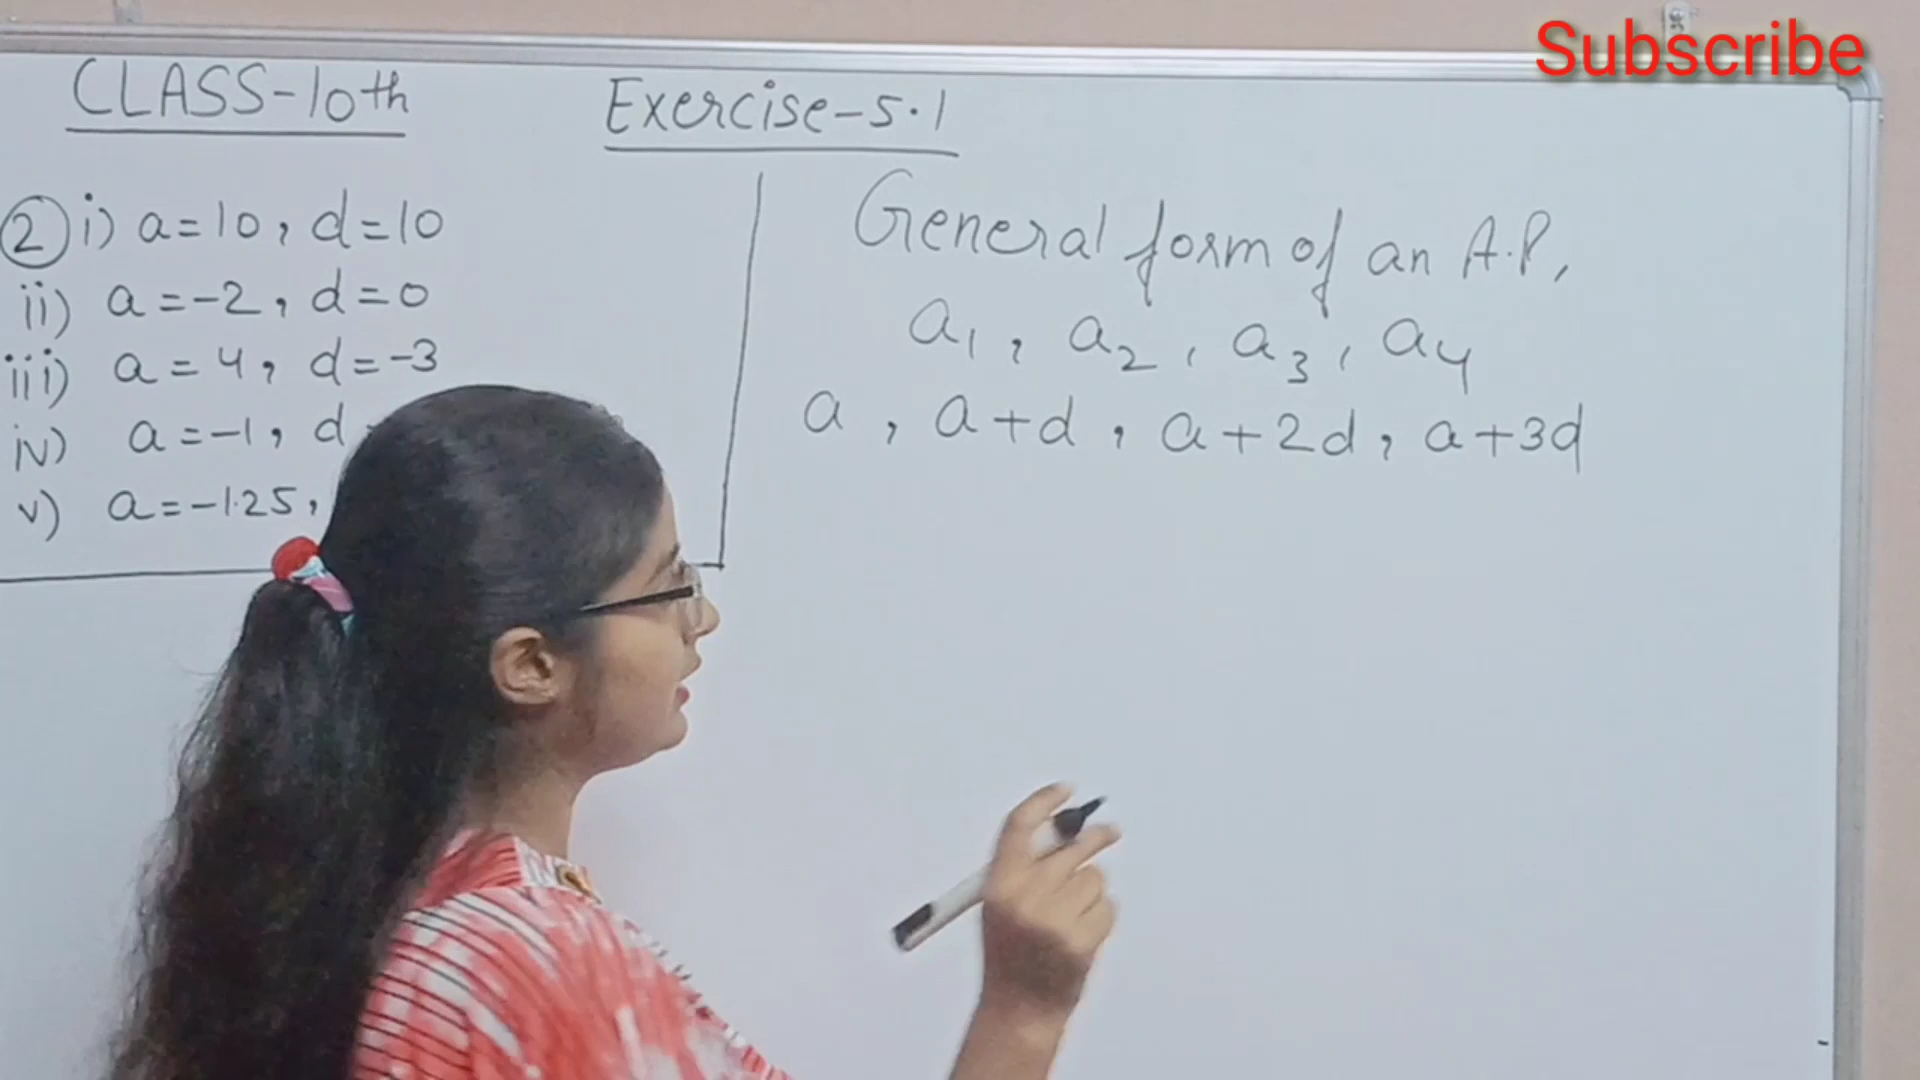 Subscribe
CLASS-10th
Exercise-5.1
② i) a=10, d=10
ii) a=-2, d=0
iii) a=4, d=-3
iv) a=-1, d
v) a=-1.25,
General form of an A.P,
a₁, a₂, a₃, a₄
a, a+d, a+2d, a+3d